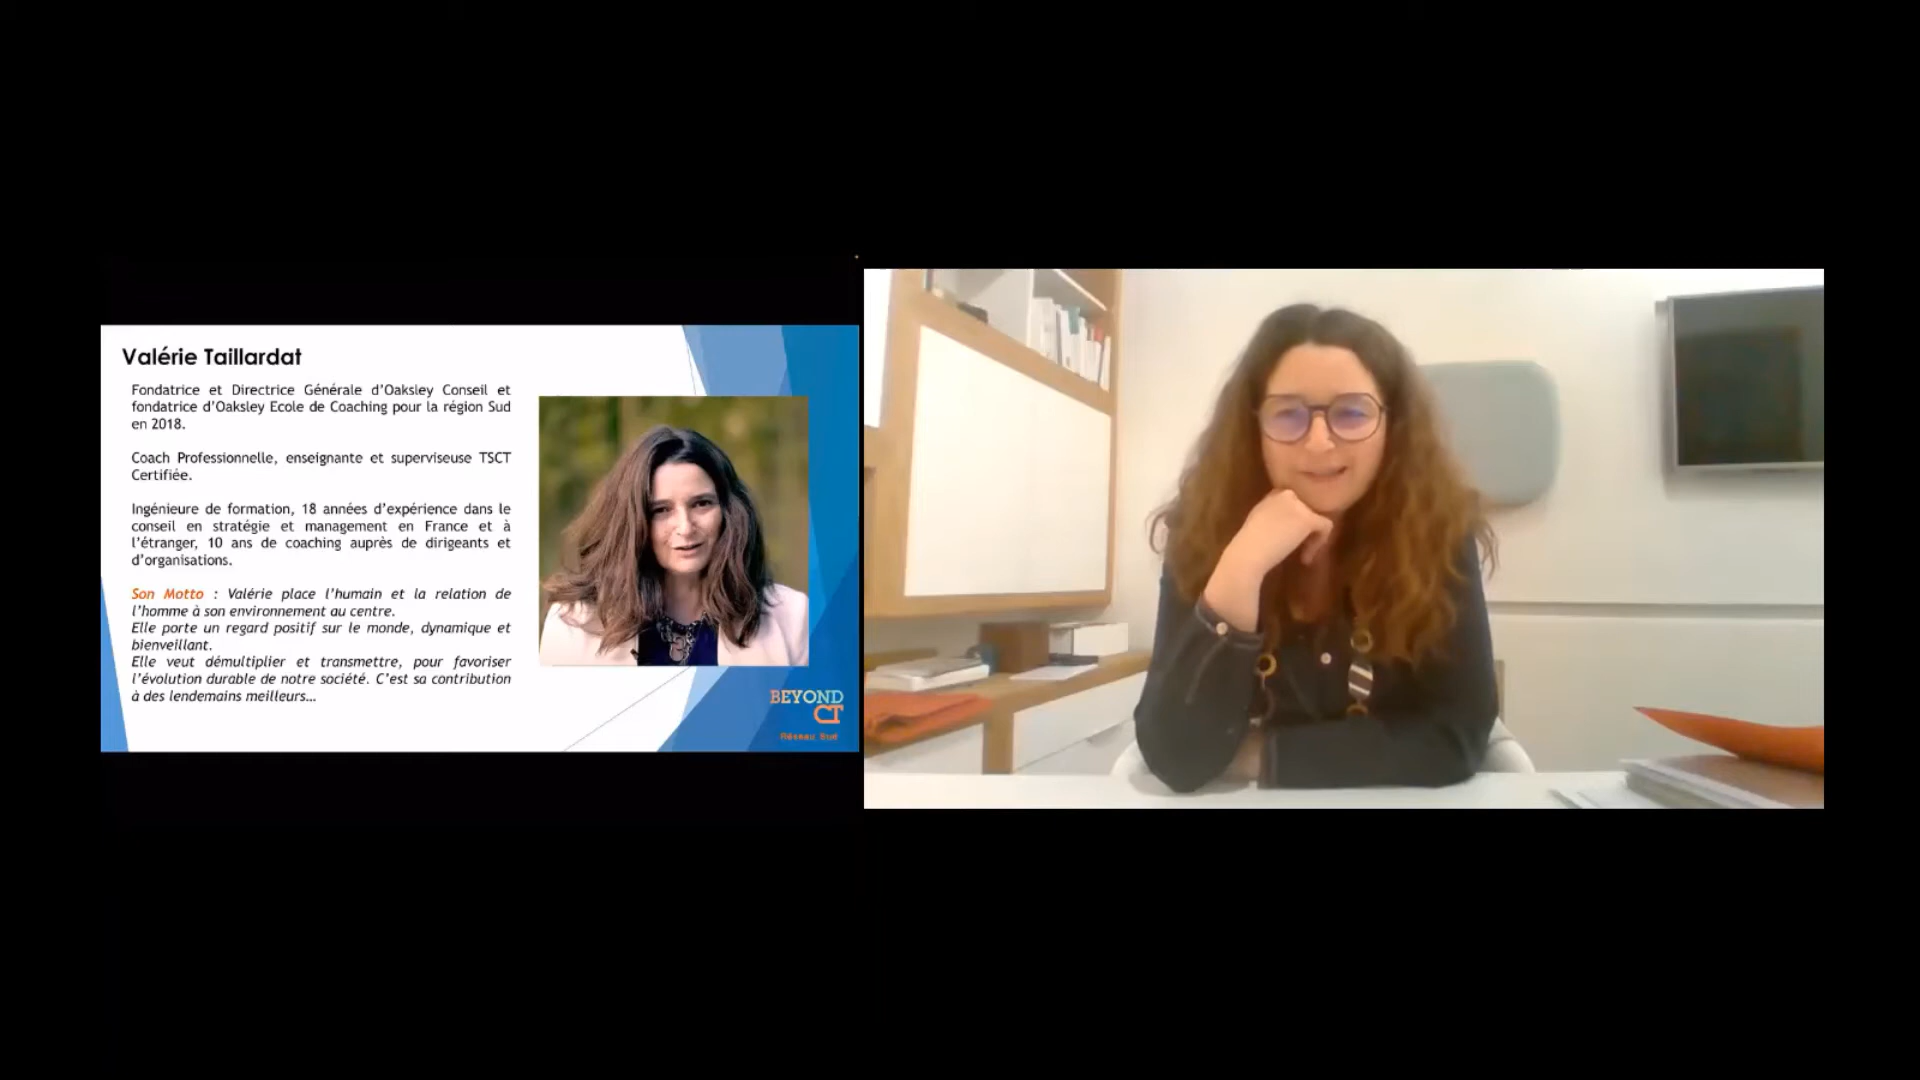 Valérie Taillardat
Fondatrice et Directrice Générale d'Oaksley Conseil et
fondatrice d'Oaksley Ecole de Coaching pour la région Sud
en 2018.
Coach Professionnelle, enseignante et superviseuse TSCT
Certifiée.
Ingénieure de formation, 18 années d'expérience dans le
conseil en stratégie et management en France et à
l'étranger, 10 ans de coaching auprès de dirigeants et
d'organisations.
Son Motto : Valérie place l'humain et la relation de
l'homme à son environnement au centre.
Elle porte un regard positif sur le monde, dynamique et
bienveillant.
Elle veut démultiplier et transmettre, pour favoriser
l'évolution durable de notre société. C'est sa contribution
à des lendemains meilleurs...
BEYOND
CT
Réseau Sud